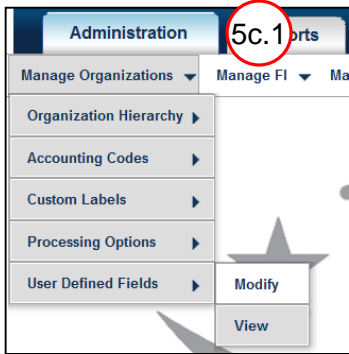 Administration 5c.1 orts
Manage Organizations Manage FI Ma
Organization Hierarchy
Accounting Codes
Custom Labels
Processing Options
User Defined Fields Modify
View